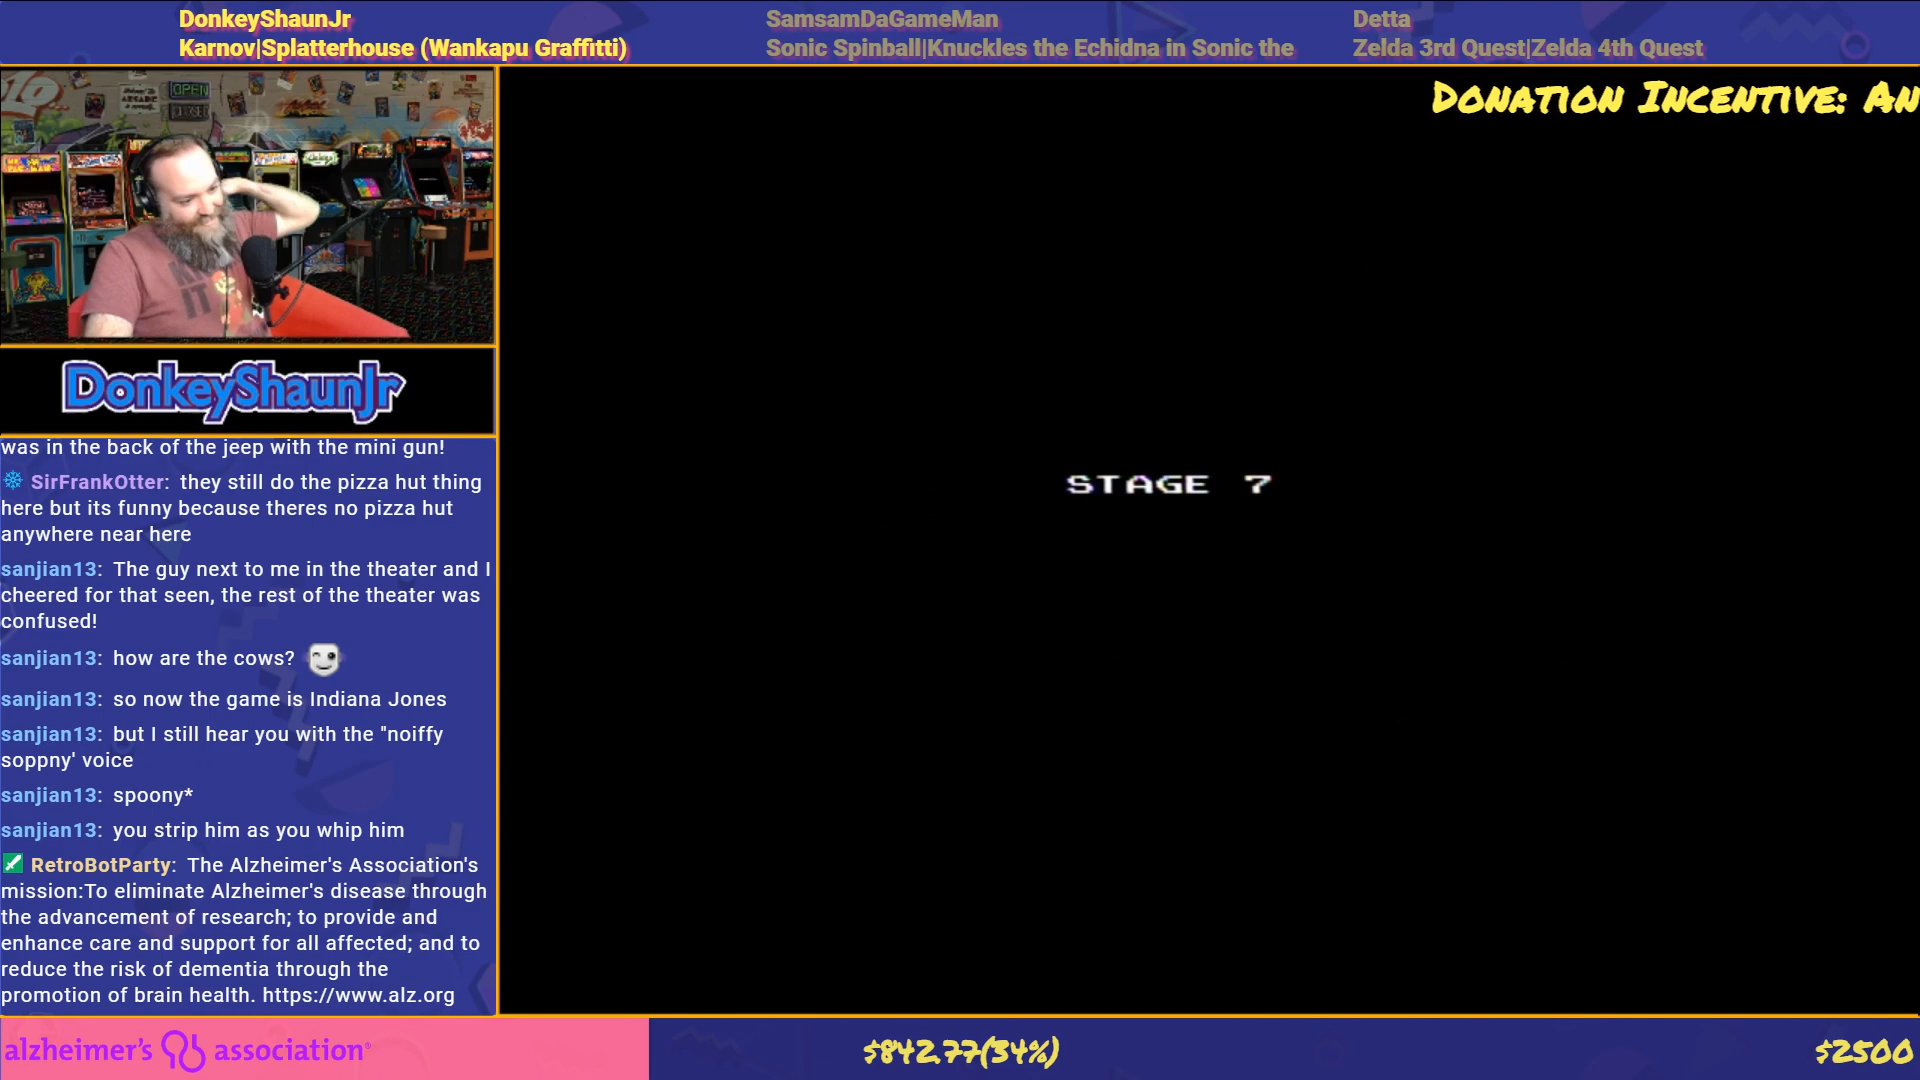 DonkeyShaunJr
Karnov|Splatterhouse (Wankapu Graffitti)
SamsamDaGameMan
Sonic Spinball|Knuckles the Echidna in Sonic the
Detta
Zelda 3rd Quest|Zelda 4th Quest
Donation Incentive: An
OPEN
ARCADE
DonkeyShaunJr
was in the back of the jeep with the mini gun!
SirFrankOtter: they still do the pizza hut thing
here but its funny because theres no pizza hut
anywhere near here
sanjian13: The guy next to me in the theater and I
cheered for that seen, the rest of the theater was
confused!
sanjian13: how are the cows?
sanjian13: so now the game is Indiana Jones
sanjian13: but I still hear you with the "noiffy
soppny' voice
sanjian13: spoony*
sanjian13: you strip him as you whip him
RetroBotParty: The Alzheimer's Association's
mission:To eliminate Alzheimer's disease through
the advancement of research; to provide and
enhance care and support for all affected; and to
reduce the risk of dementia through the
promotion of brain health. https://www.alz.org
STAGE 7
alzheimer's association®
$842.77(34%)
$2500